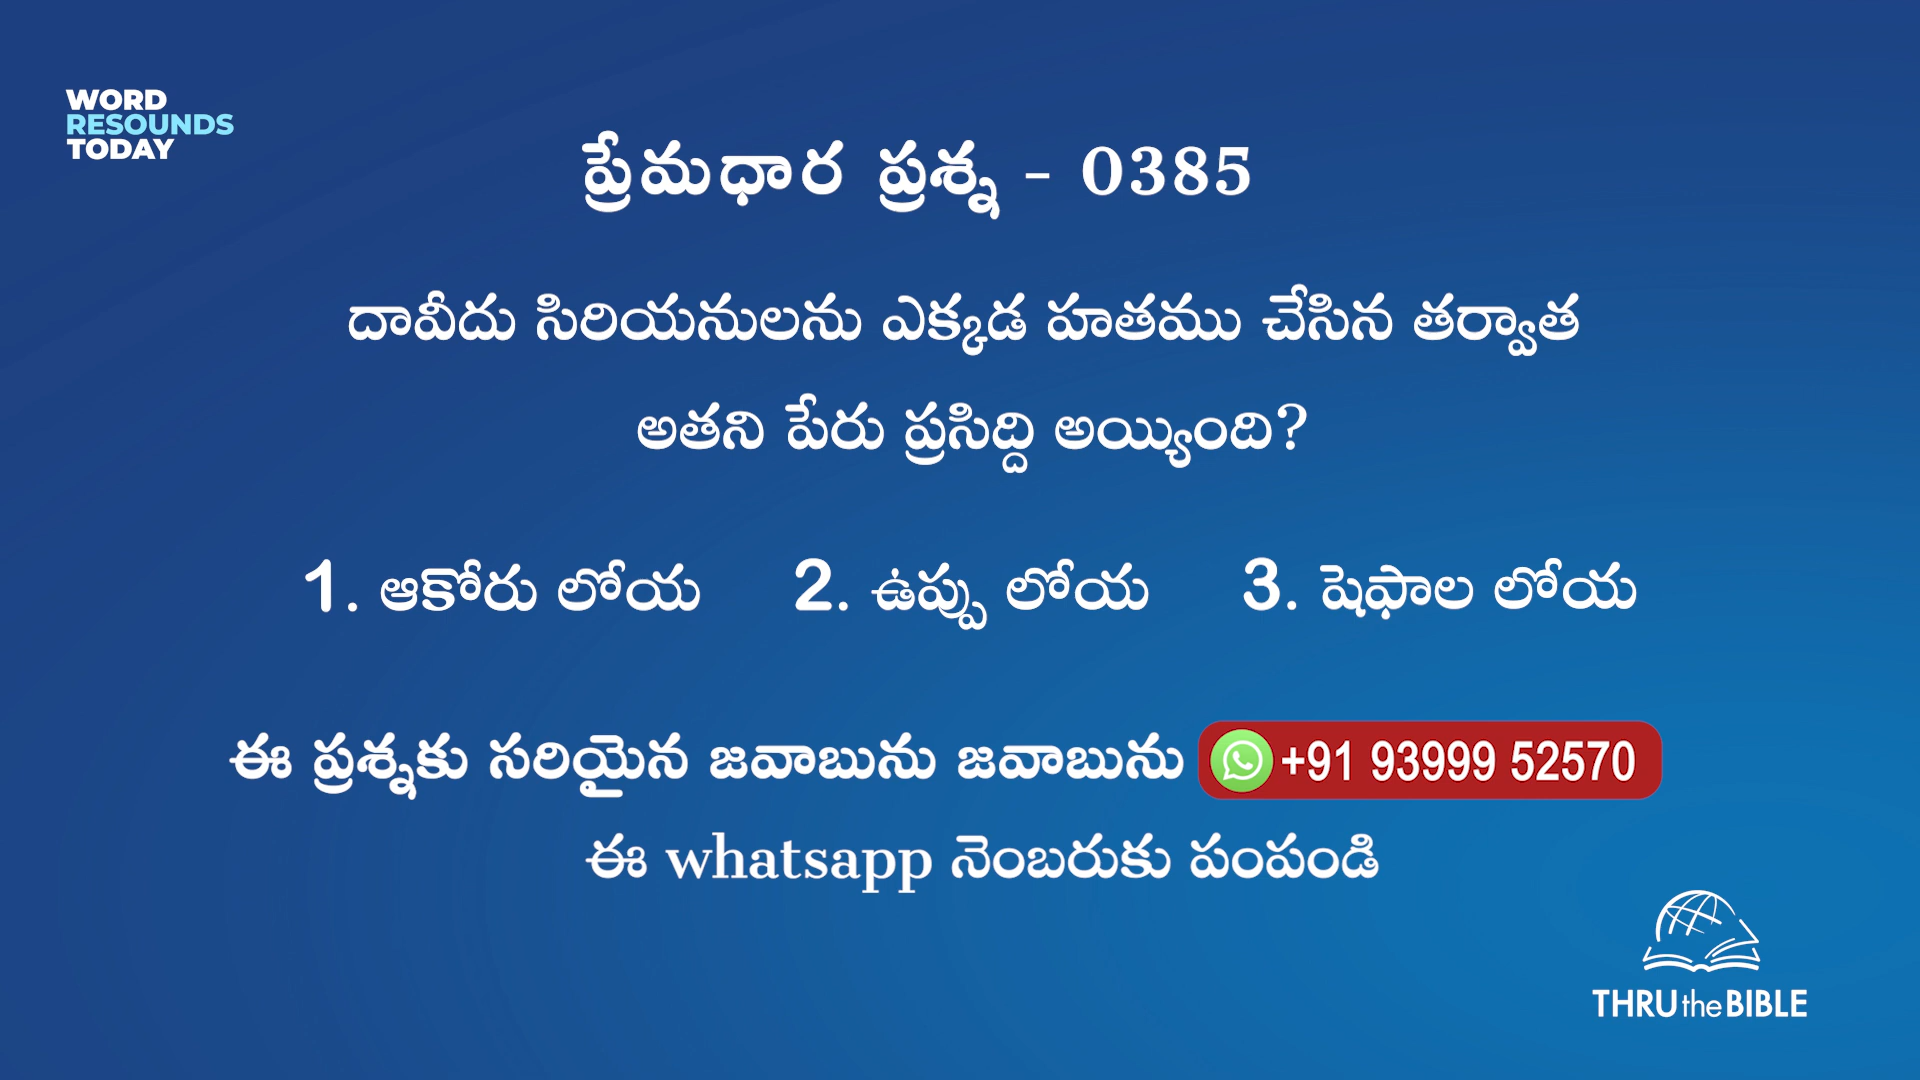 WORD
RESOUNDS
TODAY
ప్రేమధార ప్రశ్న - 0385
దావీదు సిరియనులను ఎక్కడ హతము చేసిన తర్వాత
అతని పేరు ప్రసిద్ది అయ్యింది?
1. ఆకోరు లోయ 2. ఉప్పు లోయ 3. షెఫాల లోయ
ఈ ప్రశ్నకు సరియైన జవాబును జవాబును +91 93999 52570
ఈ whatsapp నెంబరుకు పంపండి
THRU the BIBLE